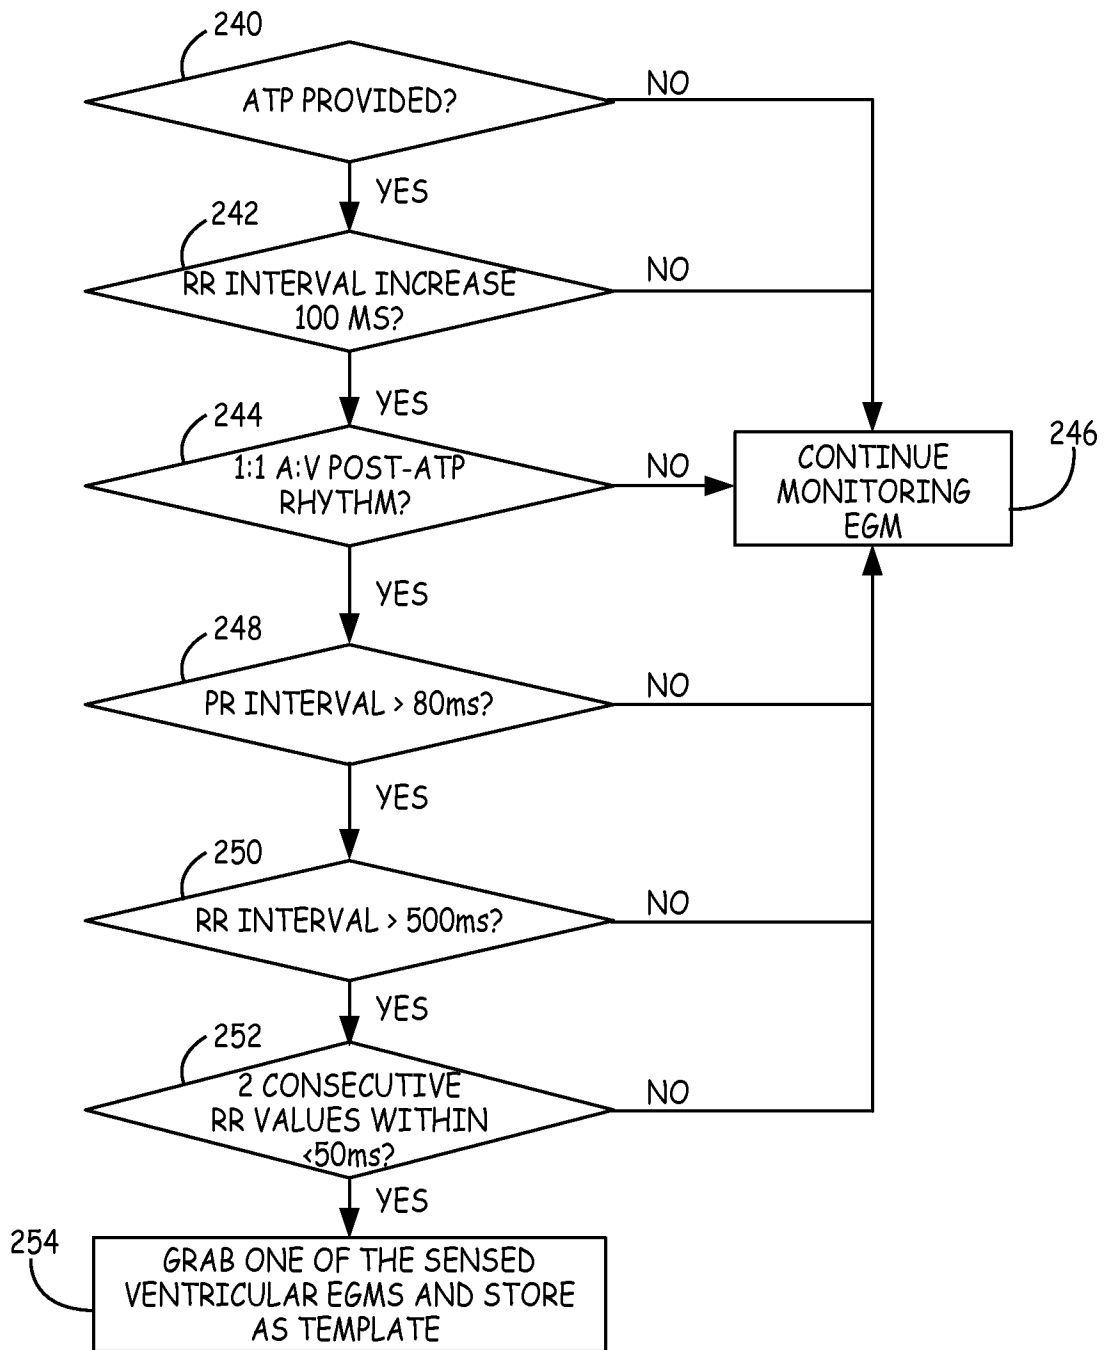 240
ATP PROVIDED?
NO
YES
242
RR INTERVAL INCREASE
100 MS?
NO
YES
244
1:1 A:V POST-ATP
RHYTHM?
NO
CONTINUE
MONITORING
EGM
246
YES
248
PR INTERVAL > 80ms?
NO
YES
250
RR INTERVAL > 500ms?
NO
YES
252
2 CONSECUTIVE
RR VALUES WITHIN
<50ms?
NO
YES
254
GRAB ONE OF THE SENSED
VENTRICULAR EGMS AND STORE
AS TEMPLATE